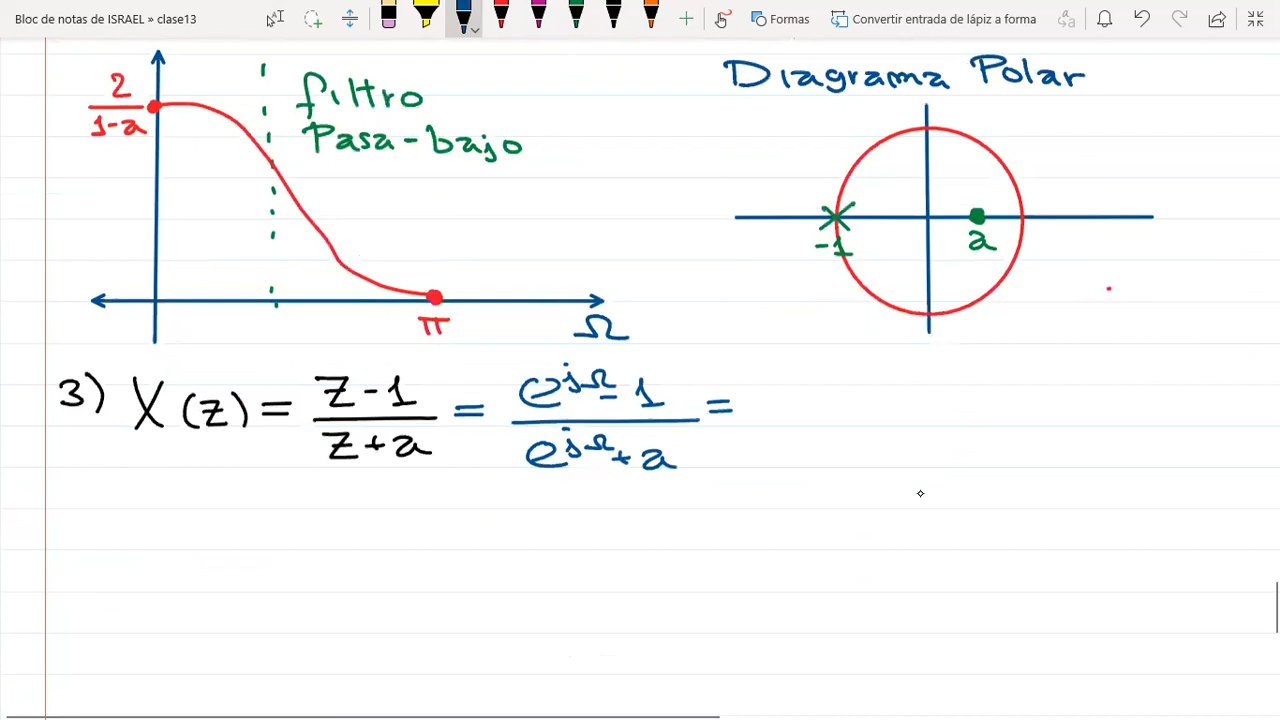 Bloc de notas de ISRAEL » clase13
Formas
Convertir entrada de lápiz a forma
2
1-a
filtro
Pasa-bajo
π
Ω
Diagrama Polar
-1
a
3) X(z) = z-1 / z+a = e^{jΩ} - 1 / e^{jΩ} + a =